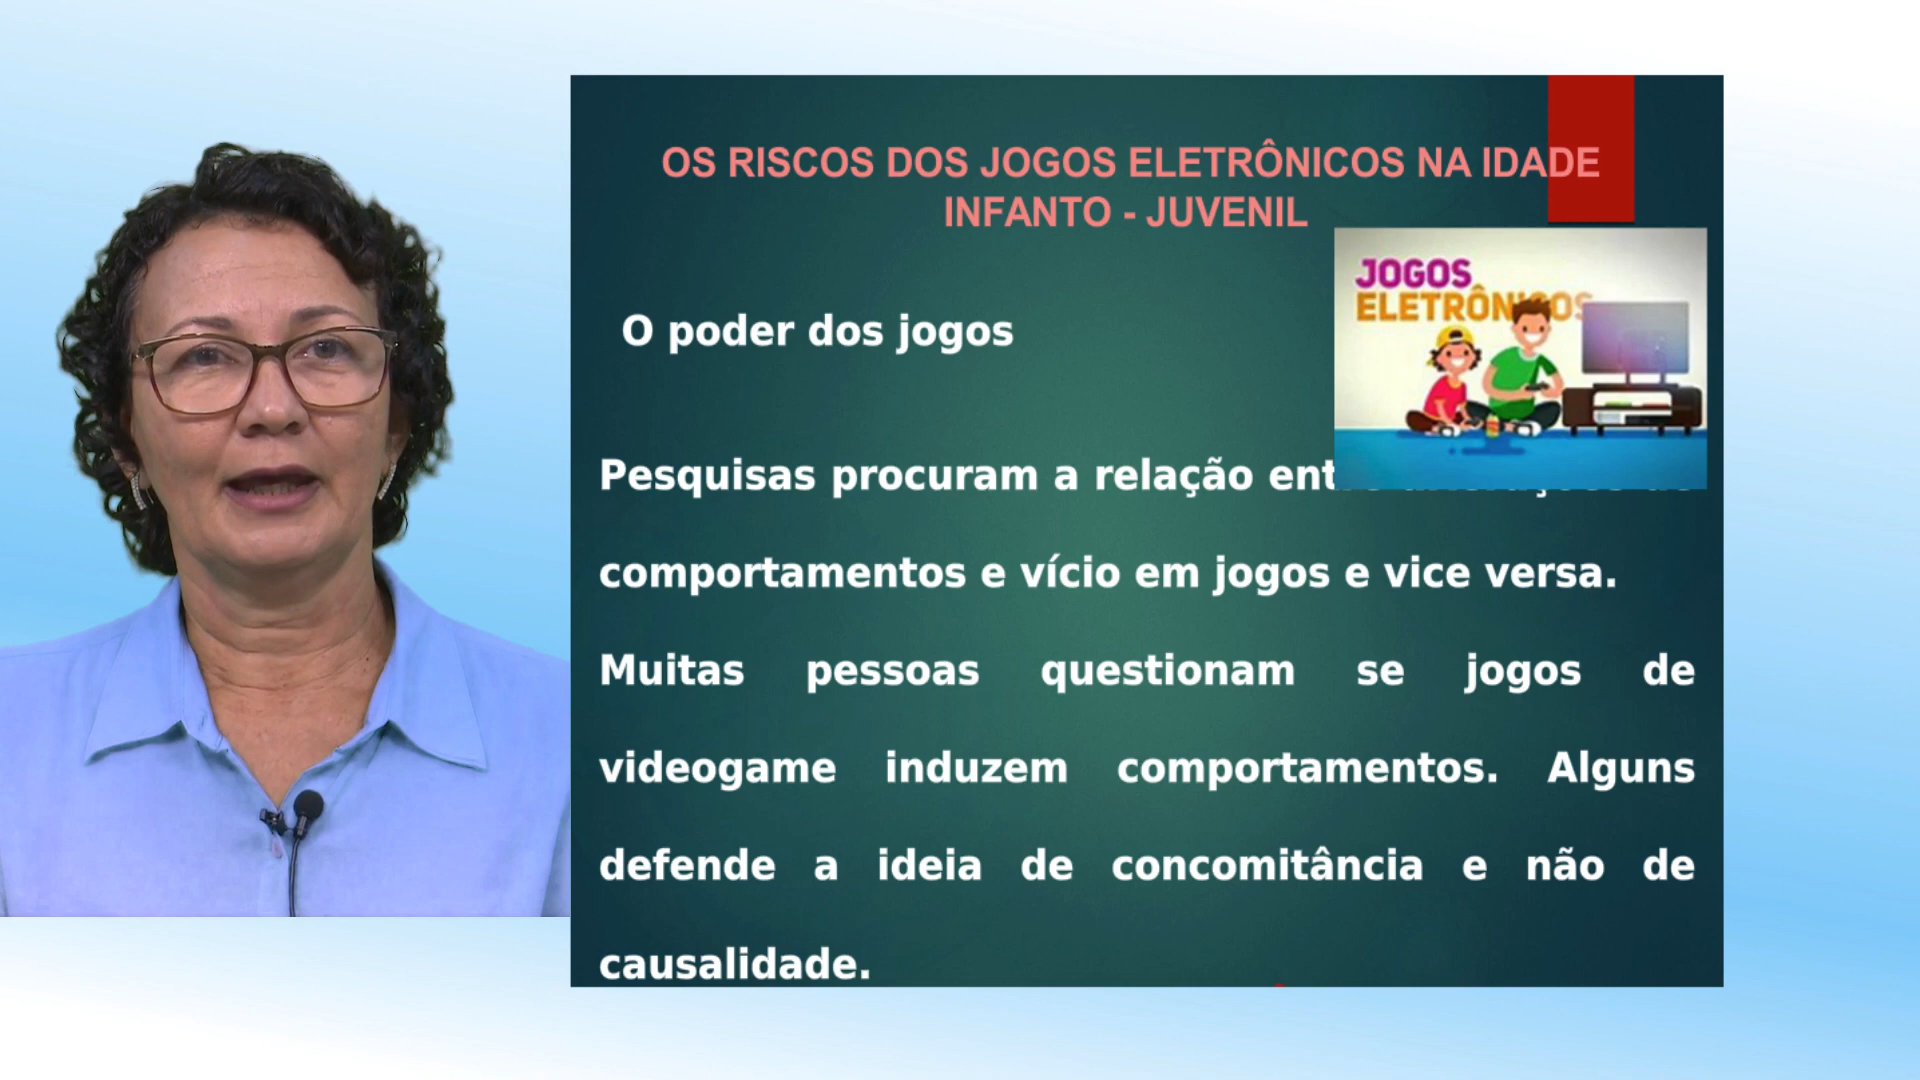 OS RISCOS DOS JOGOS ELETRÔNICOS NA IDADE
INFANTO - JUVENIL
JOGOS
ELETRÔNICOS
O poder dos jogos
Pesquisas procuram a relação
comportamentos e vício em jogos e vice versa.
Muitas pessoas questionam se jogos de
videogame induzem comportamentos. Alguns
defende a ideia de concomitância e não de
causalidade.